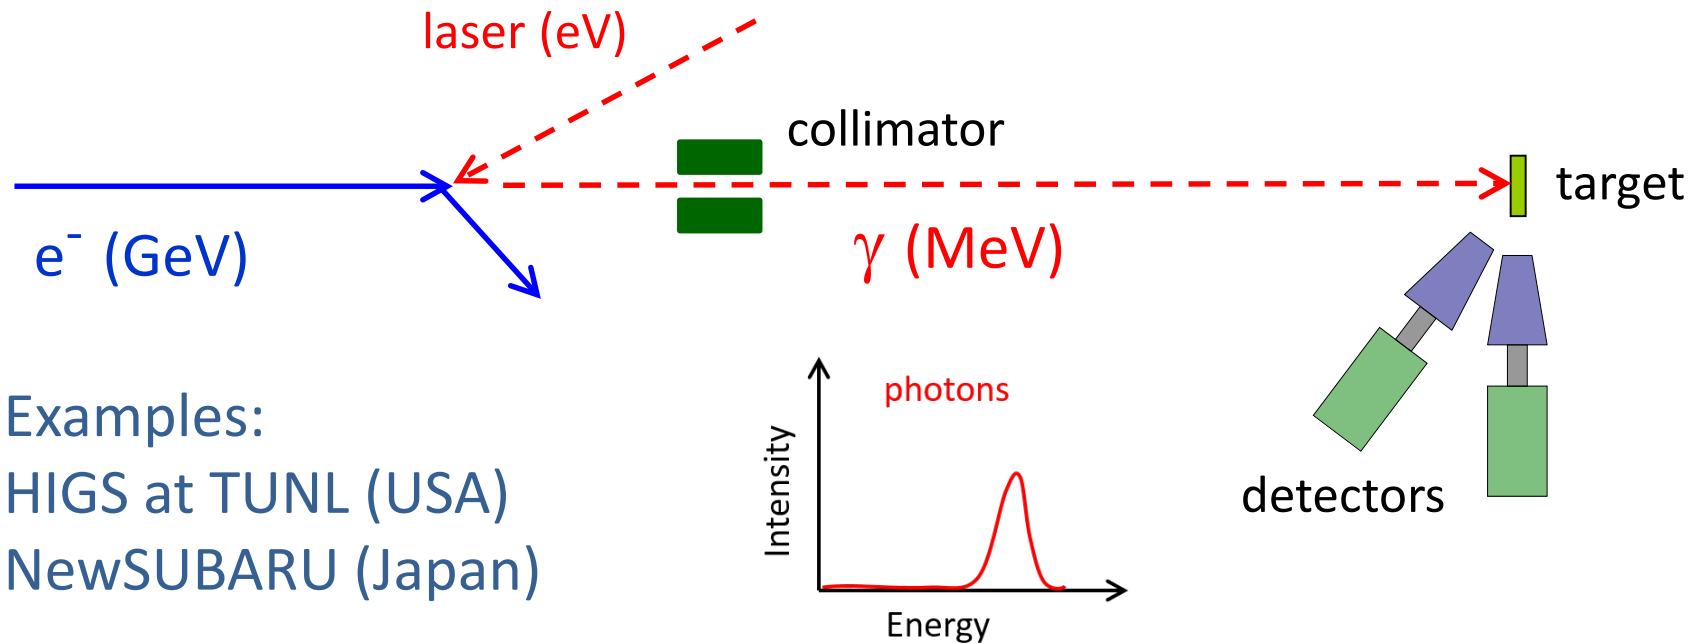 laser (eV)
collimator
target
e⁻ (GeV)
γ (MeV)
photons
Intensity
Energy
detectors
Examples:
HIGS at TUNL (USA)
NewSUBARU (Japan)